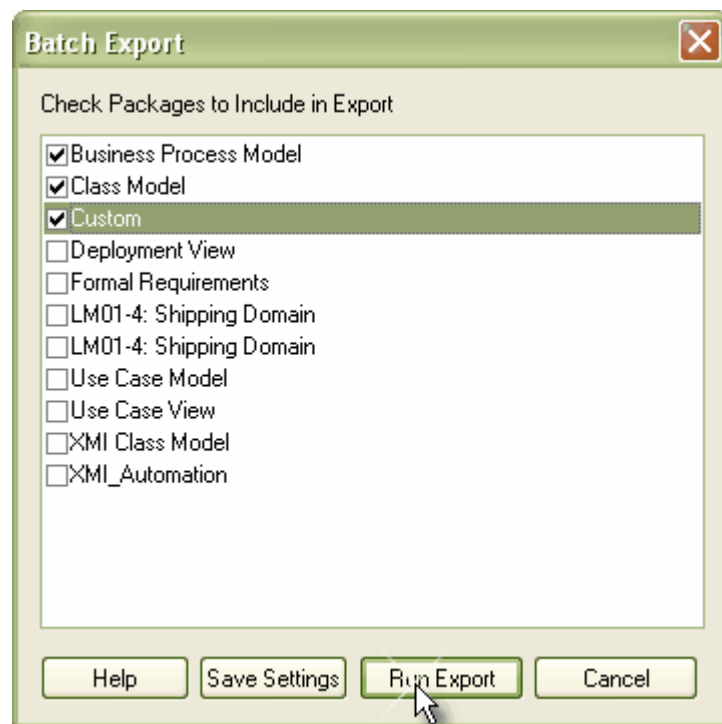 Batch Export
Check Packages to Include in Export
Business Process Model
Class Model
Custom
Deployment View
Formal Requirements
LM01-4: Shipping Domain
LM01-4: Shipping Domain
Use Case Model
Use Case View
XMI Class Model
XMI_Automation
Help Save Settings Run Export Cancel